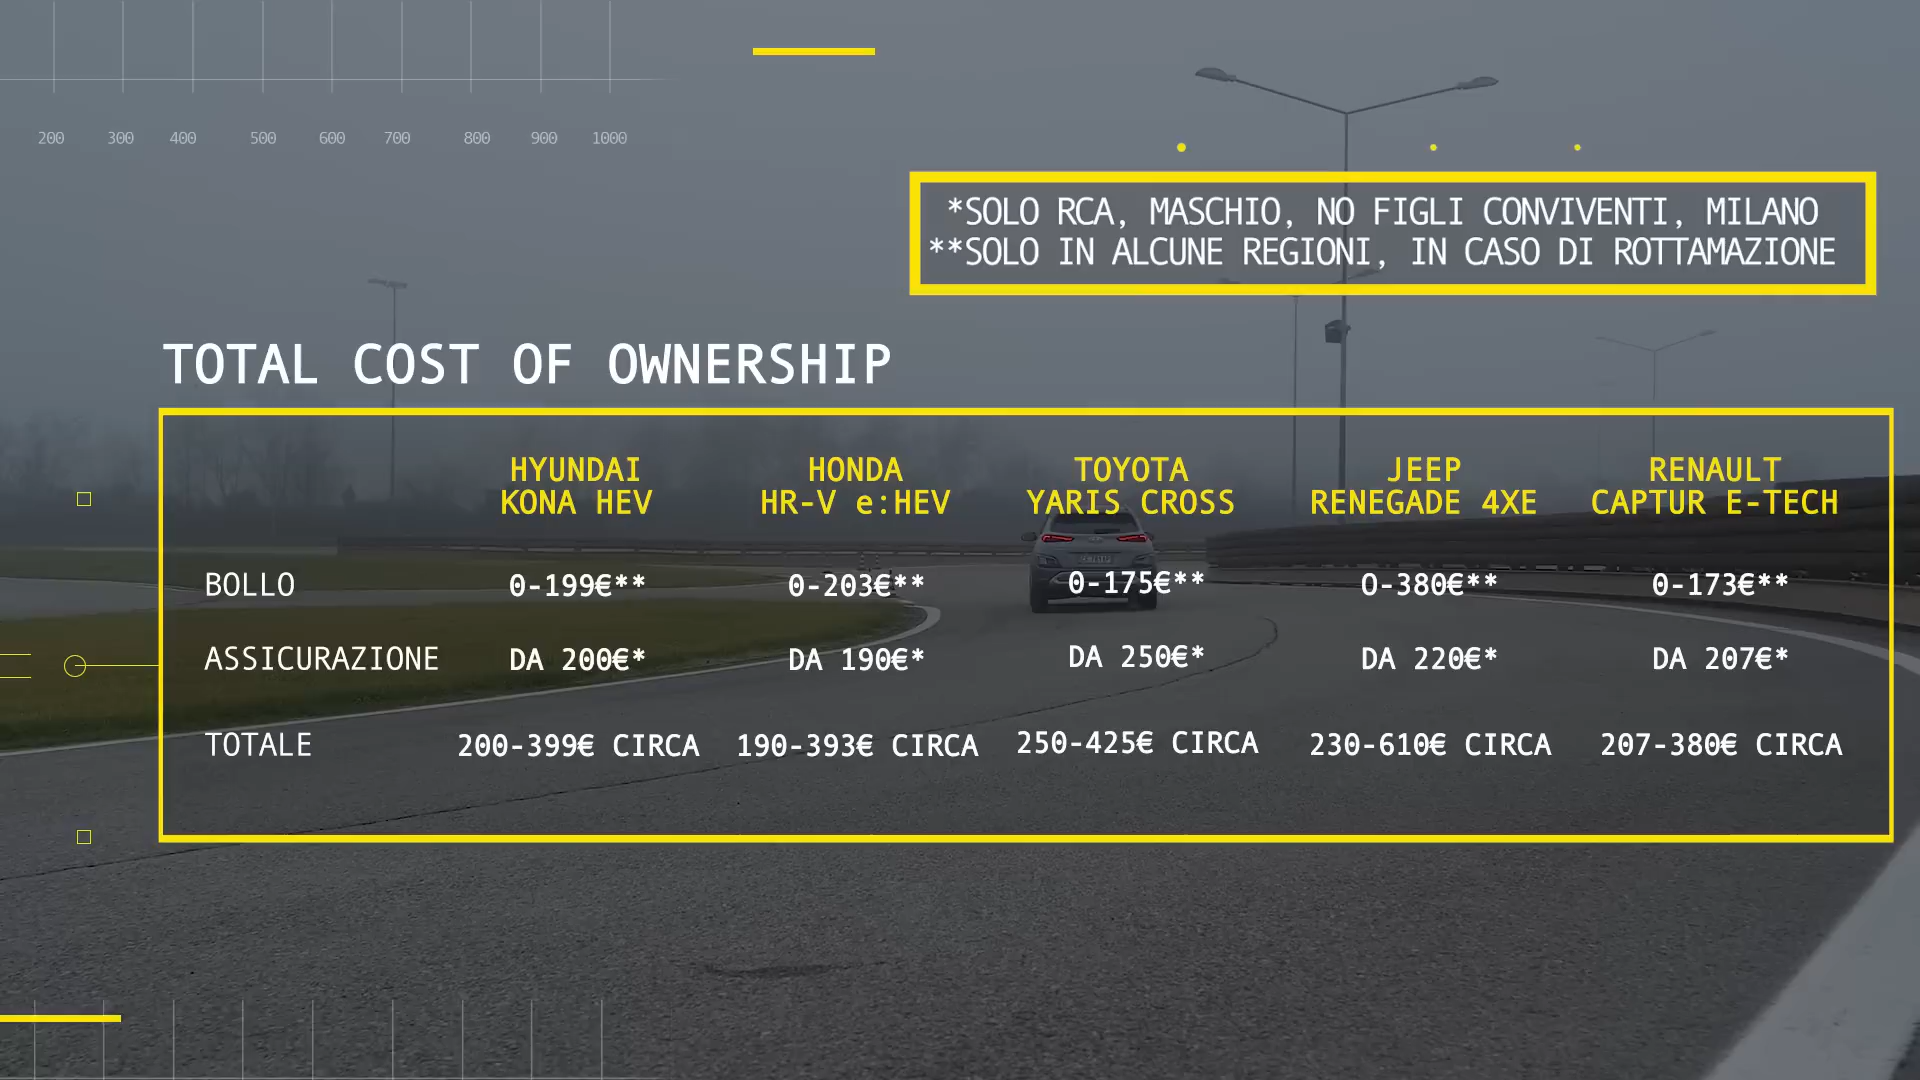 200 300 400 500 600 700 800 900 1000
*SOLO RCA, MASCHIO, NO FIGLI CONVIVENTI, MILANO
**SOLO IN ALCUNE REGIONI, IN CASO DI ROTTAMAZIONE
TOTAL COST OF OWNERSHIP
HYUNDAI HONDA TOYOTA JEEP RENAULT
KONA HEV HR-V e:HEV YARIS CROSS RENEGADE 4XE CAPTUR E-TECH
BOLLO 0-199€** 0-203€** 0-175€** O-380€** 0-173€**
ASSICURAZIONE DA 200€* DA 190€* DA 250€* DA 220€* DA 207€*
TOTALE 200-399€ CIRCA 190-393€ CIRCA 250-425€ CIRCA 230-610€ CIRCA 207-380€ CIRCA